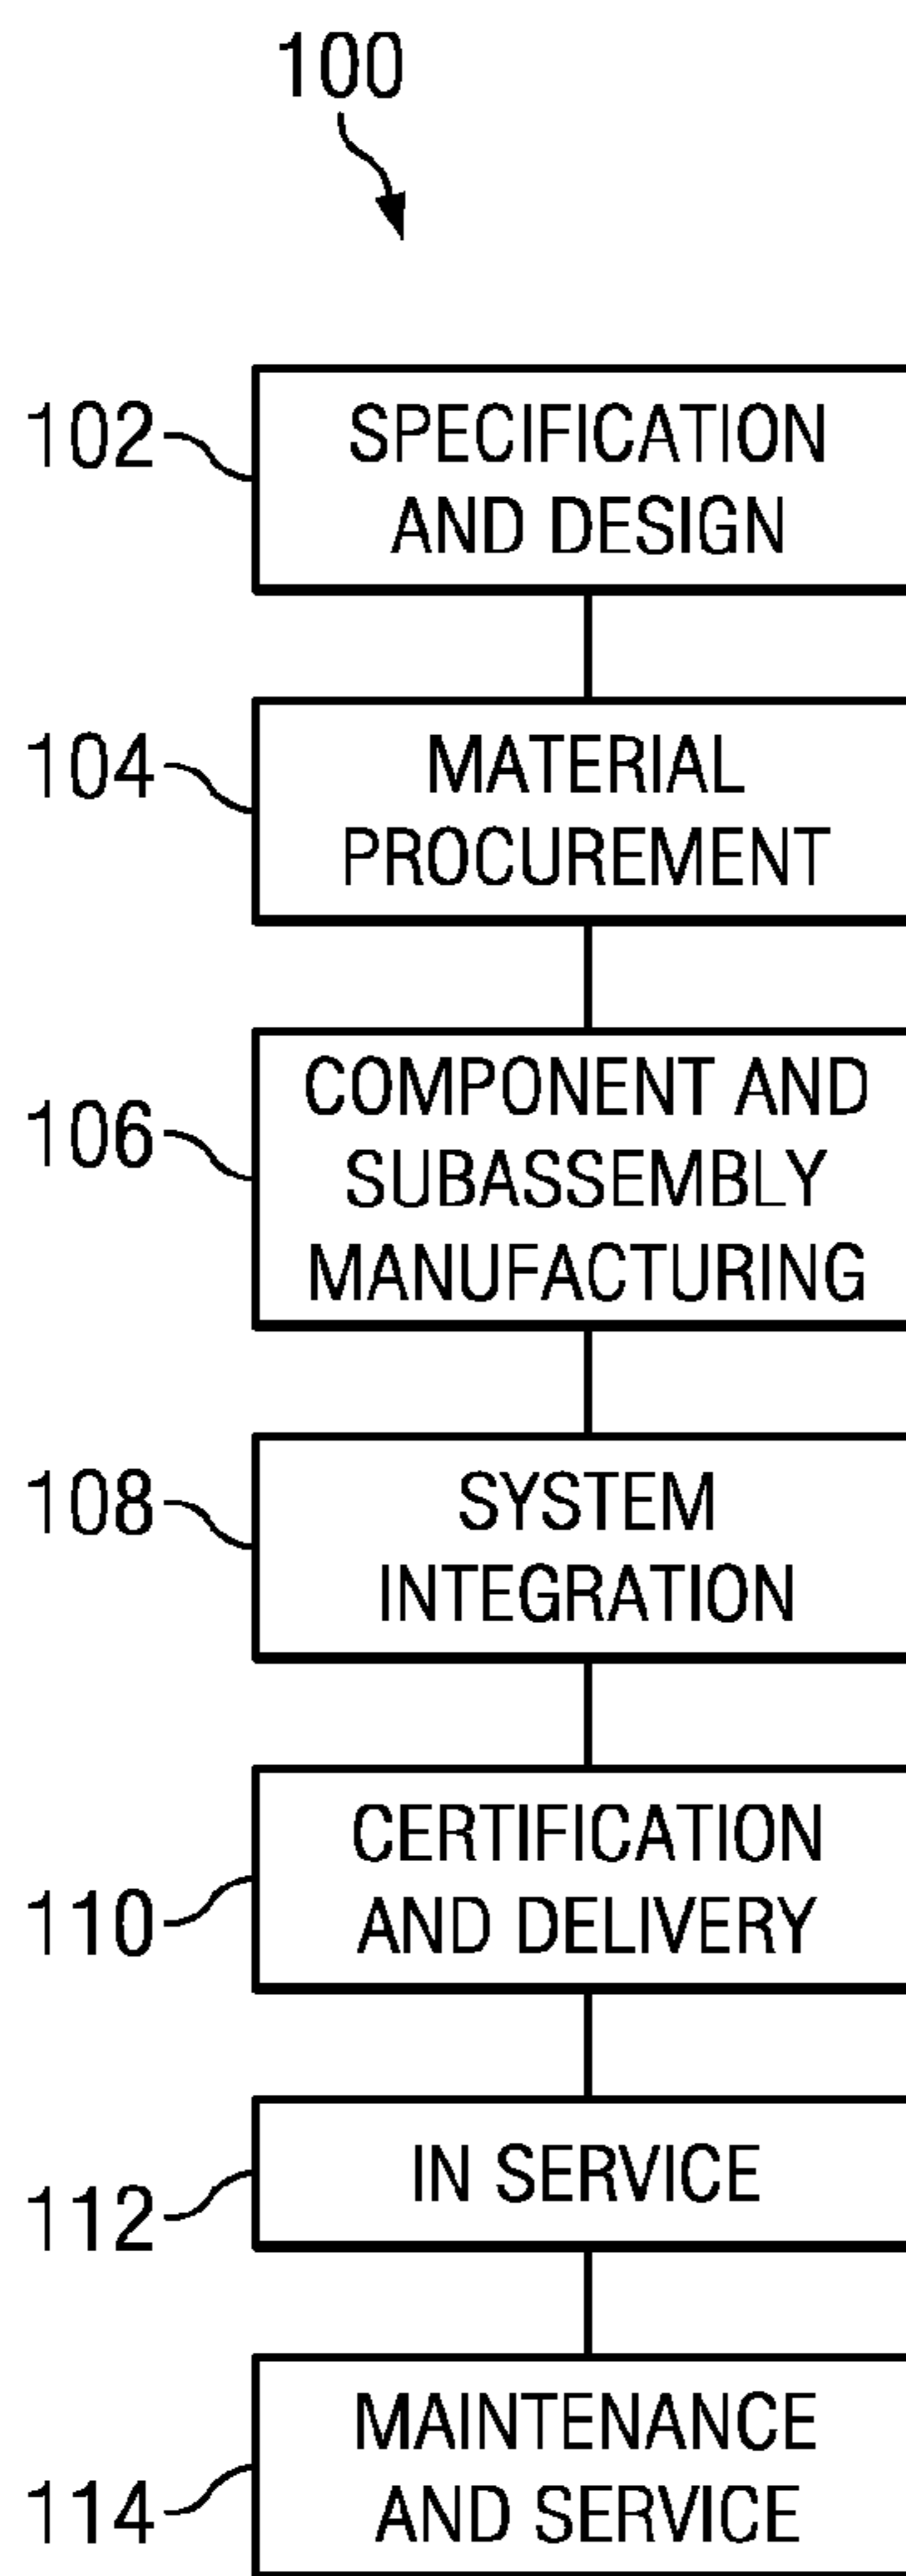 100
102
SPECIFICATION
AND DESIGN
104
MATERIAL
PROCUREMENT
106
COMPONENT AND
SUBASSEMBLY
MANUFACTURING
108
SYSTEM
INTEGRATION
110
CERTIFICATION
AND DELIVERY
112
IN SERVICE
114
MAINTENANCE
AND SERVICE